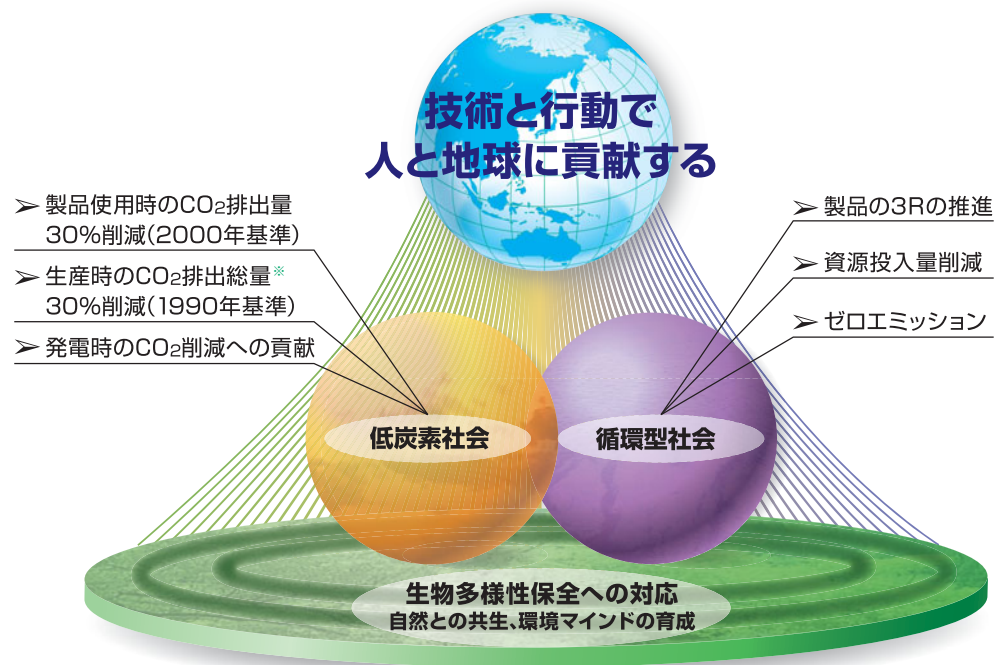 技術と行動で
人と地球に貢献する
➢ 製品使用時のCO₂排出量
30%削減(2000年基準)
➢ 生産時のCO₂排出総量※
30%削減(1990年基準)
➢ 発電時のCO₂削減への貢献
➢ 製品の3Rの推進
➢ 資源投入量削減
➢ ゼロエミッション
低炭素社会
循環型社会
生物多様性保全への対応
自然との共生、環境マインドの育成